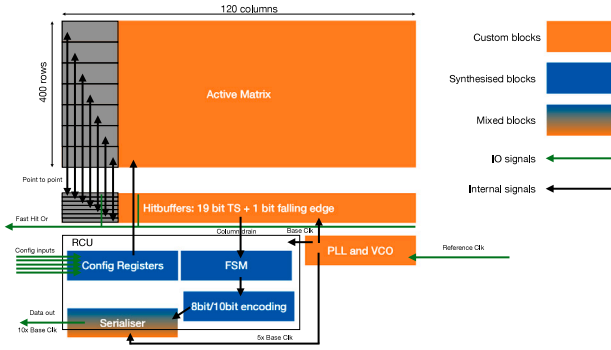 120 columns
400 rows
Active Matrix
Custom blocks
Synthesised blocks
Mixed blocks
IO signals
Internal signals
Point to point
Hitbuffers: 19 bit TS + 1 bit falling edge
Fast Hit Or
Column drain
Base Clk
RCU
Config inputs
Config Registers
FSM
PLL and VCO
Reference Clk
8bit/10bit encoding
Data out
10x Base Clk
Serialiser
5x Base Clk